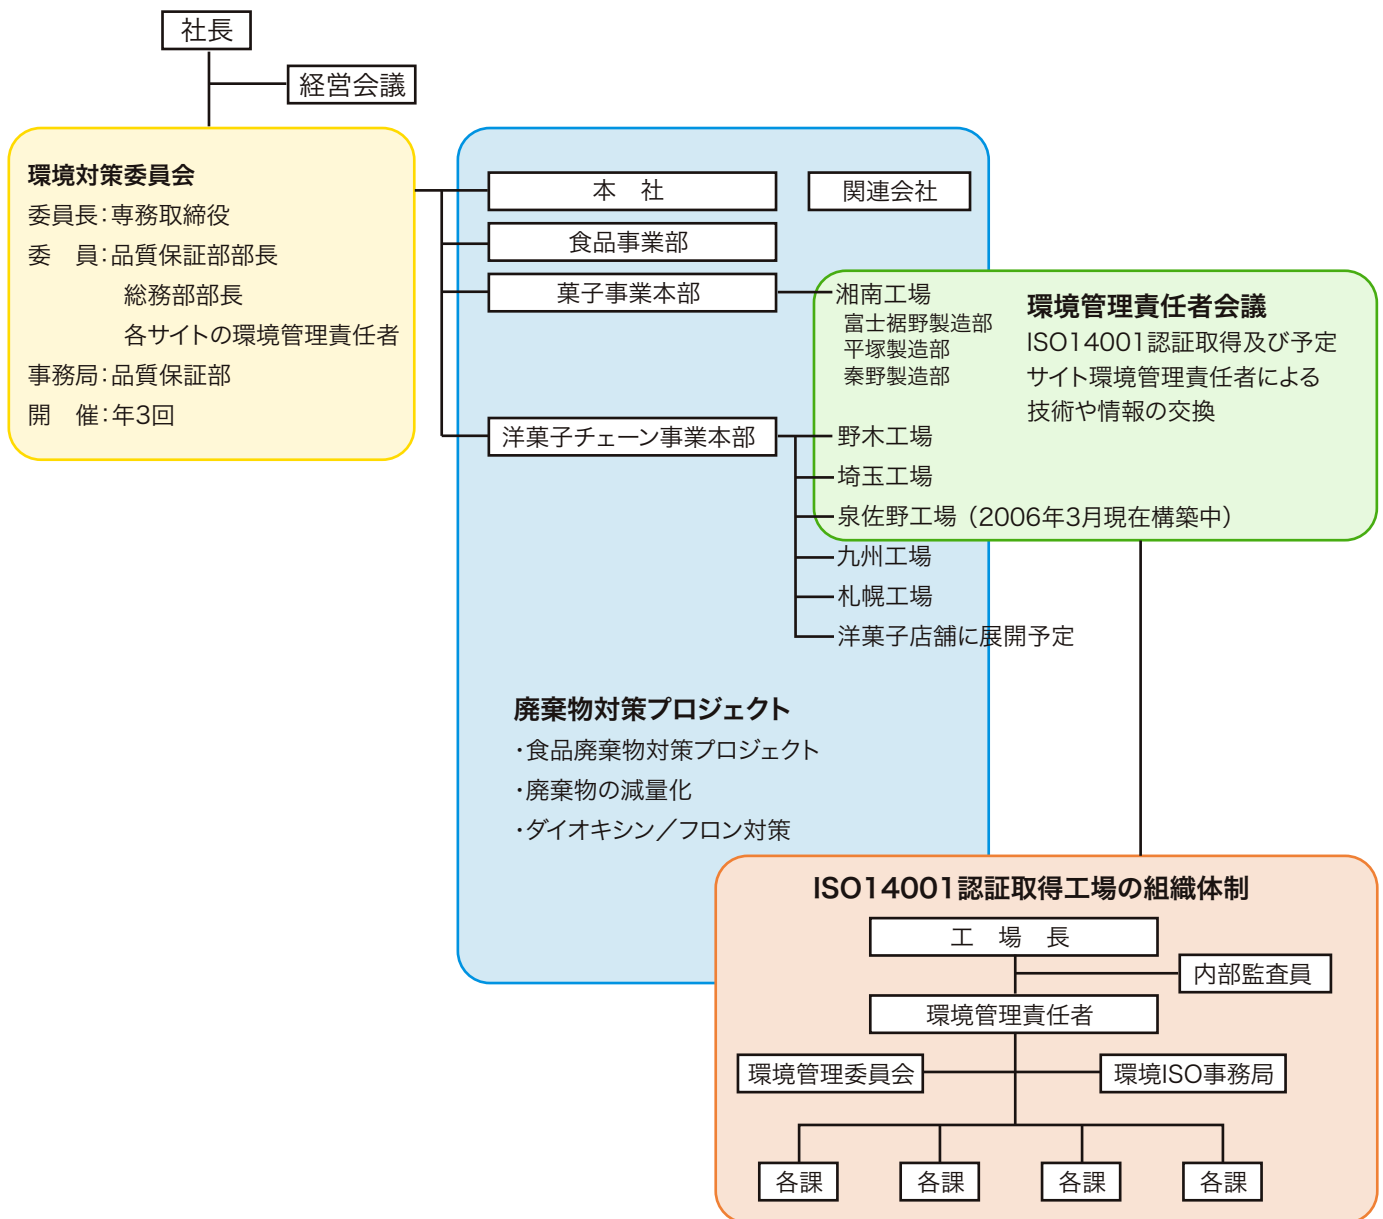 社長
経営会議
環境対策委員会
委員長：専務取締役
委　員：品質保証部部長
総務部部長
各サイトの環境管理責任者
事務局：品質保証部
開　催：年3回
本　社
関連会社
食品事業部
菓子事業本部
湘南工場
富士裾野製造部
平塚製造部
秦野製造部
環境管理責任者会議
ISO14001認証取得及び予定
サイト環境管理責任者による
技術や情報の交換
洋菓子チェーン事業本部
野木工場
埼玉工場
泉佐野工場（2006年3月現在構築中）
九州工場
札幌工場
洋菓子店舗に展開予定
廃棄物対策プロジェクト
・食品廃棄物対策プロジェクト
・廃棄物の減量化
・ダイオキシン／フロン対策
ISO14001認証取得工場の組織体制
工　場　長
内部監査員
環境管理責任者
環境管理委員会
環境ISO事務局
各課
各課
各課
各課